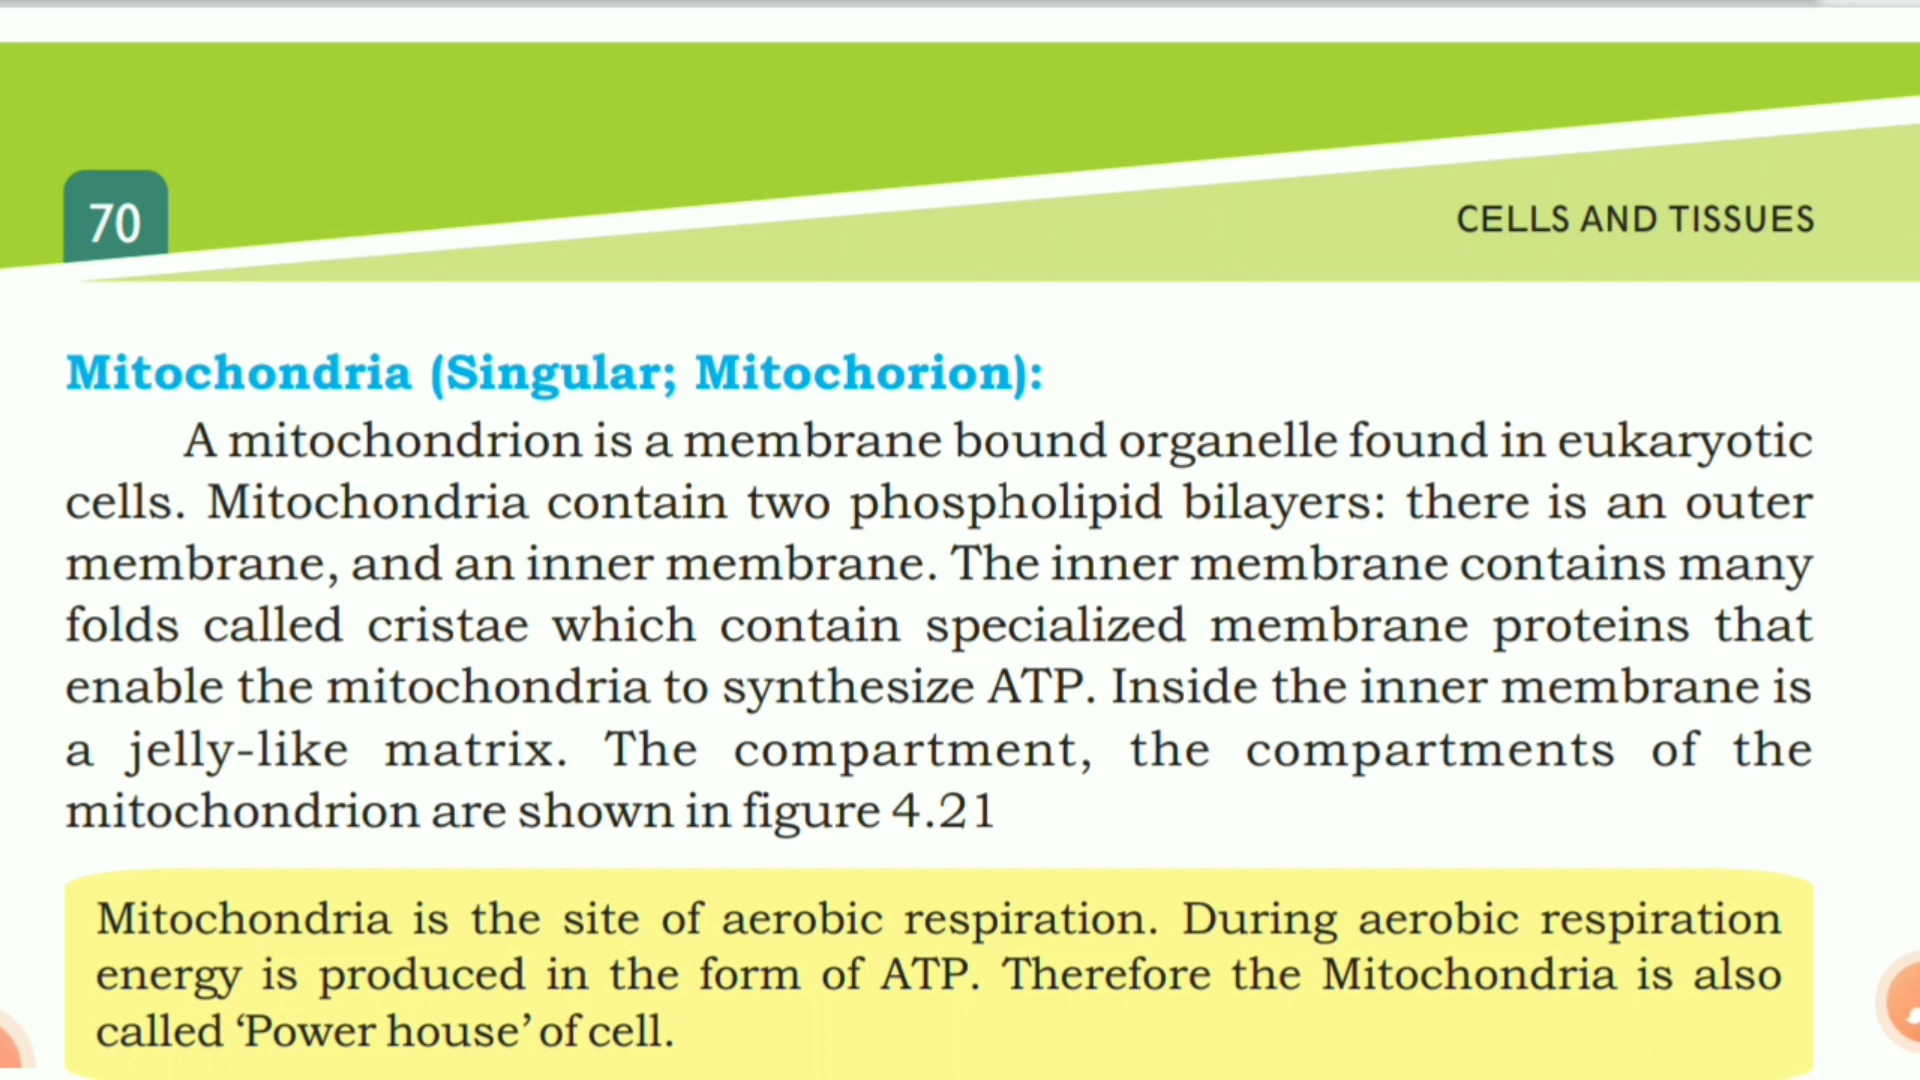 70
CELLS AND TISSUES
Mitochondria (Singular; Mitochorion):
A mitochondrion is a membrane bound organelle found in eukaryotic
cells. Mitochondria contain two phospholipid bilayers: there is an outer
membrane, and an inner membrane. The inner membrane contains many
folds called cristae which contain specialized membrane proteins that
enable the mitochondria to synthesize ATP. Inside the inner membrane is
a jelly-like matrix. The compartment, the compartments of the
mitochondrion are shown in figure 4.21
Mitochondria is the site of aerobic respiration. During aerobic respiration
energy is produced in the form of ATP. Therefore the Mitochondria is also
called ‘Power house’ of cell.